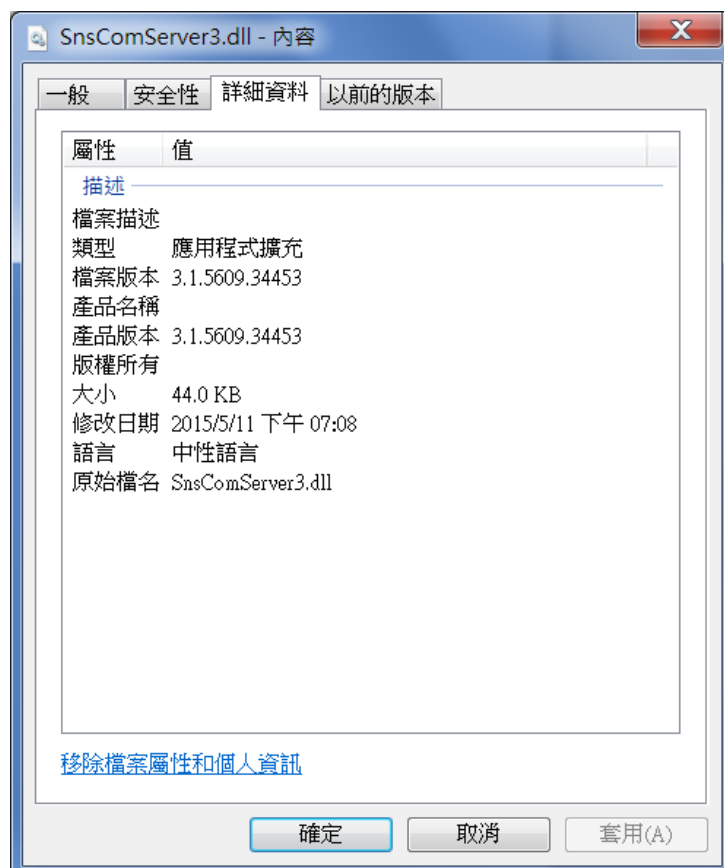 SnsComServer3.dll - 內容
一般 安全性 詳細資料 以前的版本
屬性 值
描述
檔案描述
類型 應用程式擴充
檔案版本 3.1.5609.34453
產品名稱
產品版本 3.1.5609.34453
版權所有
大小 44.0 KB
修改日期 2015/5/11 下午 07:08
語言 中性語言
原始檔名 SnsComServer3.dll
移除檔案屬性和個人資訊
確定 取消 套用(A)